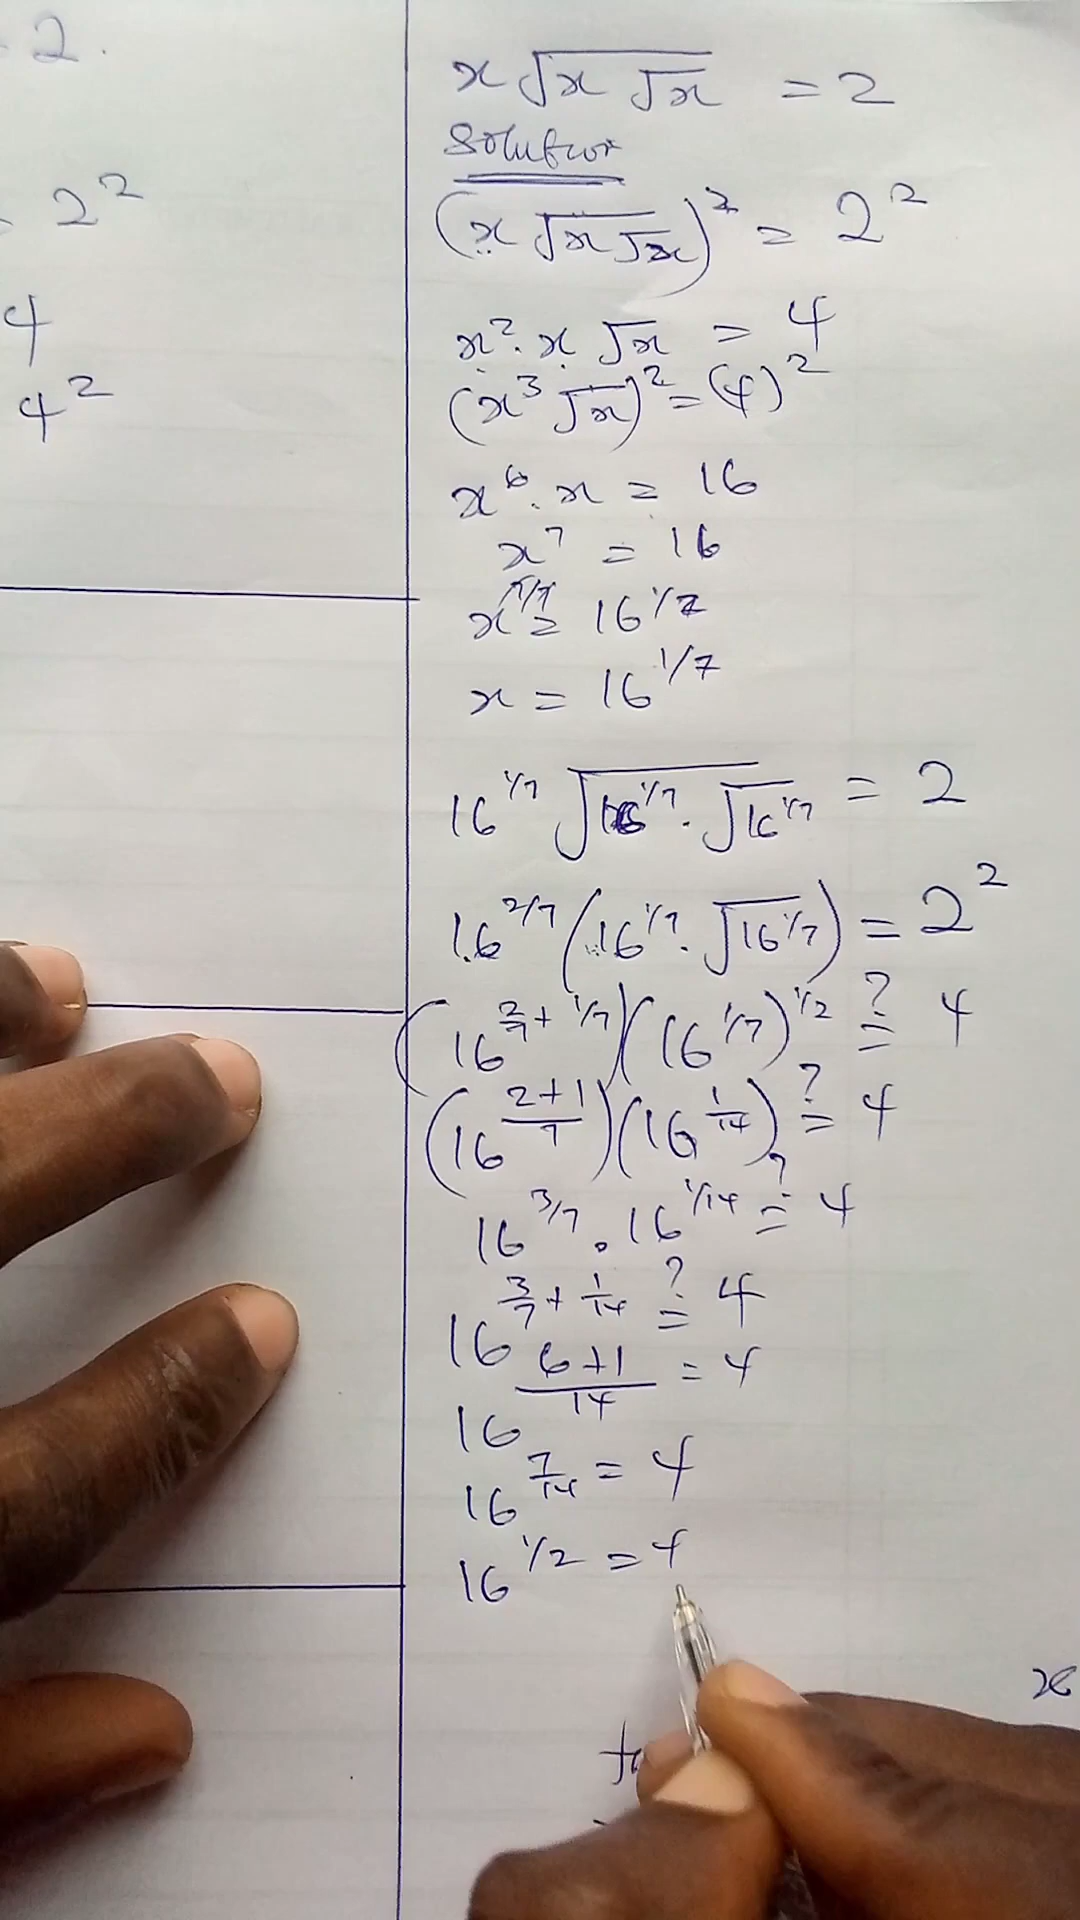 = 2.
= 2²
4
4²
x√(x√x) = 2
Solution
(x√(x√x))² = 2²
x².x√x = 4
(x³√x)² = (4)²
x⁶.x = 16
x⁷ = 16
x^7/7 = 16^1/7
x = 16^1/7
16^1/7 √(16^1/7 . √(16^1/7)) = 2
16^2/7 (16^1/7 . √(16^1/7)) = 2²
(16^(2/7 + 1/7))(16^1/7)^1/2 ?= 4
(16^((2+1)/7))(16^1/14) ?= 4
16^3/7 . 16^1/14 ?= 4
16^(3/7 + 1/14) ?= 4
16^((6+1)/14) = 4
16^7/14 = 4
16^1/2 = 4
x